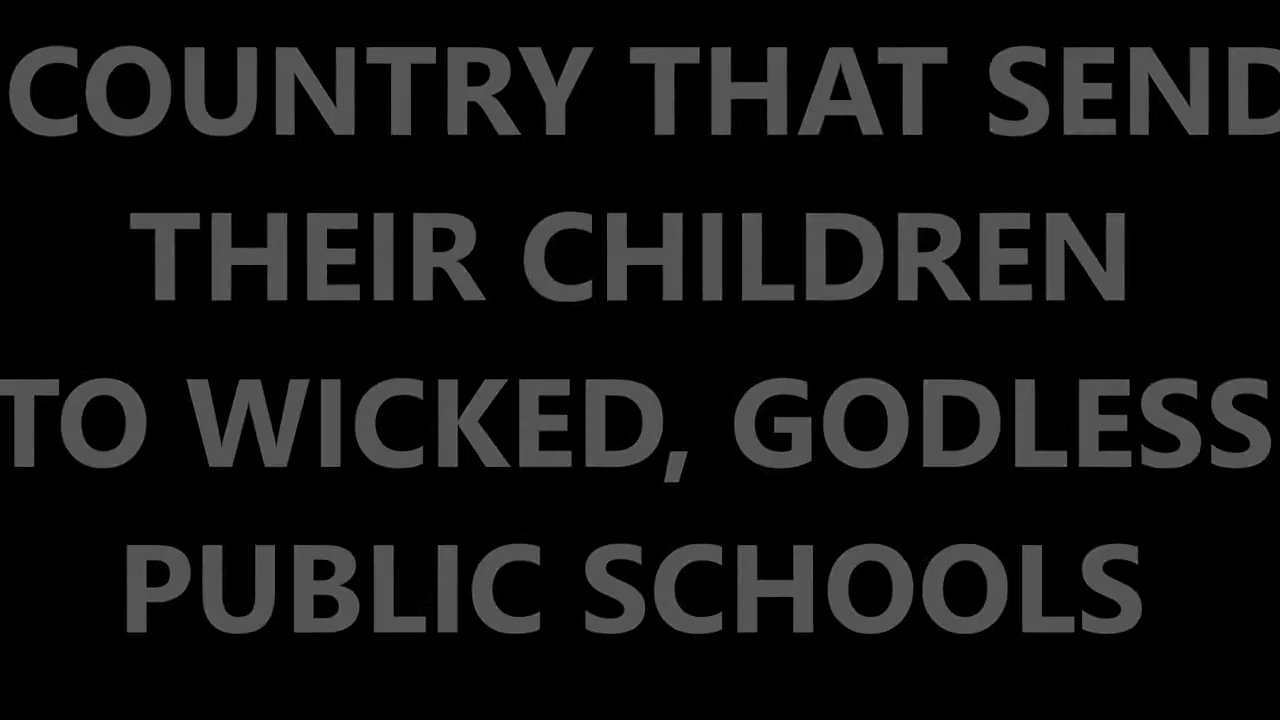 COUNTRY THAT SEND
THEIR CHILDREN
TO WICKED, GODLESS
PUBLIC SCHOOLS